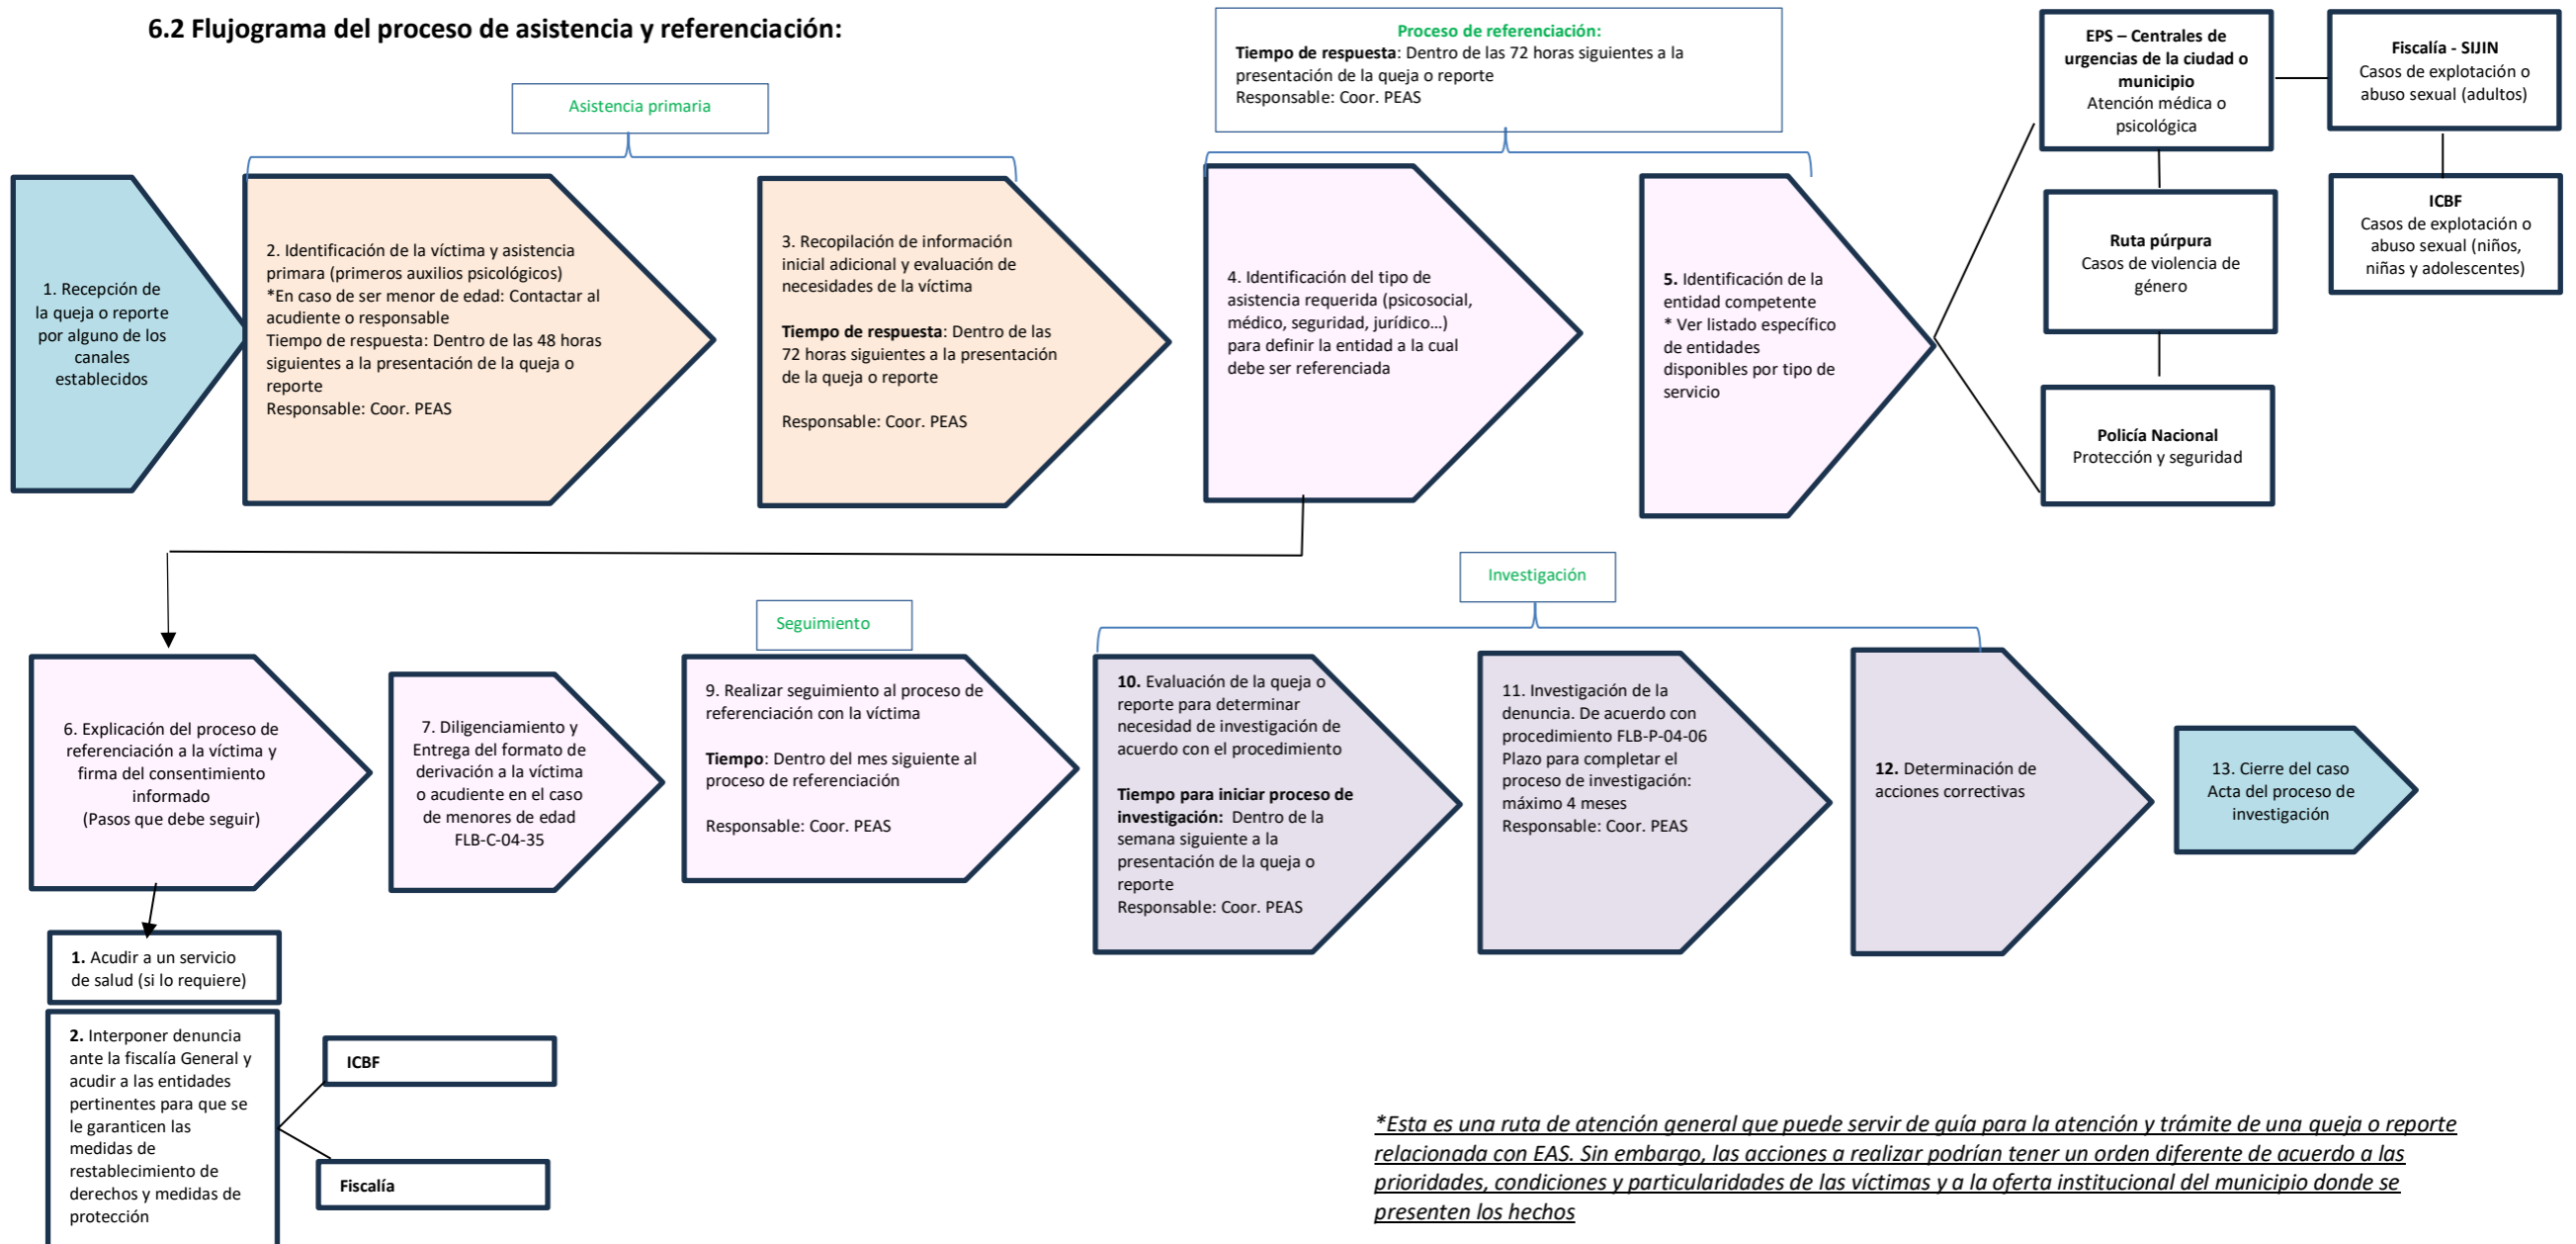 6.2 Flujograma del proceso de asistencia y referenciación:
Asistencia primaria
Proceso de referenciación:
Tiempo de respuesta: Dentro de las 72 horas siguientes a la
presentación de la queja o reporte
Responsable: Coor. PEAS
EPS – Centrales de
urgencias de la ciudad o
municipio
Atención médica o
psicológica
Fiscalía - SIJIN
Casos de explotación o
abuso sexual (adultos)
ICBF
Casos de explotación o
abuso sexual (niños,
niñas y adolescentes)
Ruta púrpura
Casos de violencia de
género
Policía Nacional
Protección y seguridad
1. Recepción de
la queja o reporte
por alguno de los
canales
establecidos
2. Identificación de la víctima y asistencia
primara (primeros auxilios psicológicos)
*En caso de ser menor de edad: Contactar al
acudiente o responsable
Tiempo de respuesta: Dentro de las 48 horas
siguientes a la presentación de la queja o
reporte
Responsable: Coor. PEAS
3. Recopilación de información
inicial adicional y evaluación de
necesidades de la víctima
Tiempo de respuesta: Dentro de las
72 horas siguientes a la presentación
de la queja o reporte
Responsable: Coor. PEAS
4. Identificación del tipo de
asistencia requerida (psicosocial,
médico, seguridad, jurídico...)
para definir la entidad a la cual
debe ser referenciada
5. Identificación de la
entidad competente
* Ver listado específico
de entidades
disponibles por tipo de
servicio
Seguimiento
Investigación
6. Explicación del proceso de
referenciación a la víctima y
firma del consentimiento
informado
(Pasos que debe seguir)
7. Diligenciamiento y
Entrega del formato de
derivación a la víctima
o acudiente en el caso
de menores de edad
FLB-C-04-35
9. Realizar seguimiento al proceso de
referenciación con la víctima
Tiempo: Dentro del mes siguiente al
proceso de referenciación
Responsable: Coor. PEAS
10. Evaluación de la queja o
reporte para determinar
necesidad de investigación de
acuerdo con el procedimiento
Tiempo para iniciar proceso de
investigación: Dentro de la
semana siguiente a la
presentación de la queja o
reporte
Responsable: Coor. PEAS
11. Investigación de la
denuncia. De acuerdo con
procedimiento FLB-P-04-06
Plazo para completar el
proceso de investigación:
máximo 4 meses
Responsable: Coor. PEAS
12. Determinación de
acciones correctivas
13. Cierre del caso
Acta del proceso de
investigación
1. Acudir a un servicio
de salud (si lo requiere)
2. Interponer denuncia
ante la fiscalía General y
acudir a las entidades
pertinentes para que se
le garanticen las
medidas de
restablecimiento de
derechos y medidas de
protección
ICBF
Fiscalía
*Esta es una ruta de atención general que puede servir de guía para la atención y trámite de una queja o reporte
relacionada con EAS. Sin embargo, las acciones a realizar podrían tener un orden diferente de acuerdo a las
prioridades, condiciones y particularidades de las víctimas y a la oferta institucional del municipio donde se
presenten los hechos